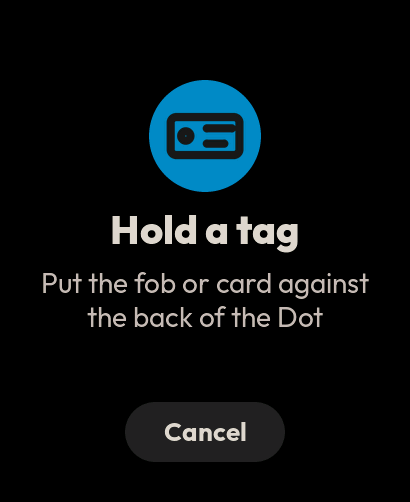 Hold a tag
Put the fob or card against
the back of the Dot
Cancel